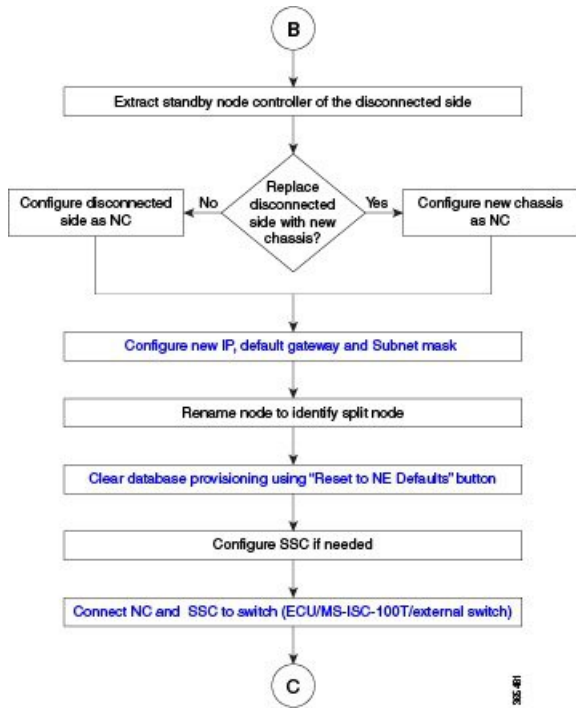 B
Extract standby node controller of the disconnected side
Replace
disconnected
side with new
chassis?
No
Yes
Configure disconnected
side as NC
Configure new chassis
as NC
Configure new IP, default gateway and Subnet mask
Rename node to identify split node
Clear database provisioning using “Reset to NE Defaults” button
Configure SSC if needed
Connect NC and SSC to switch (ECU/MS-ISC-100T/external switch)
C